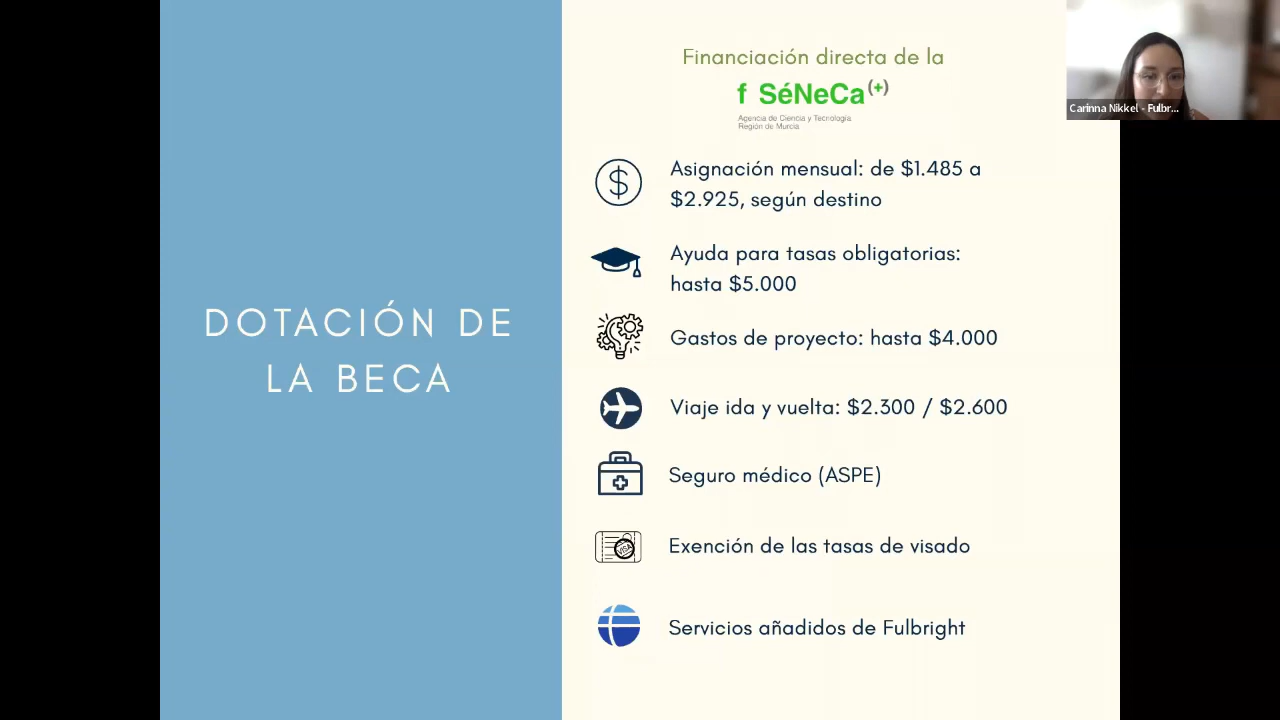 DOTACIÓN DE
LA BECA
Financiación directa de la
f SéNeCa(+)
Agencia de Ciencia y Tecnología
Región de Murcia
Asignación mensual: de $1.485 a
$2.925, según destino
Ayuda para tasas obligatorias:
hasta $5.000
Gastos de proyecto: hasta $4.000
Viaje ida y vuelta: $2.300 / $2.600
Seguro médico (ASPE)
VISA
Exención de las tasas de visado
Servicios añadidos de Fulbright
Carinna Nikkel - Fulbr...